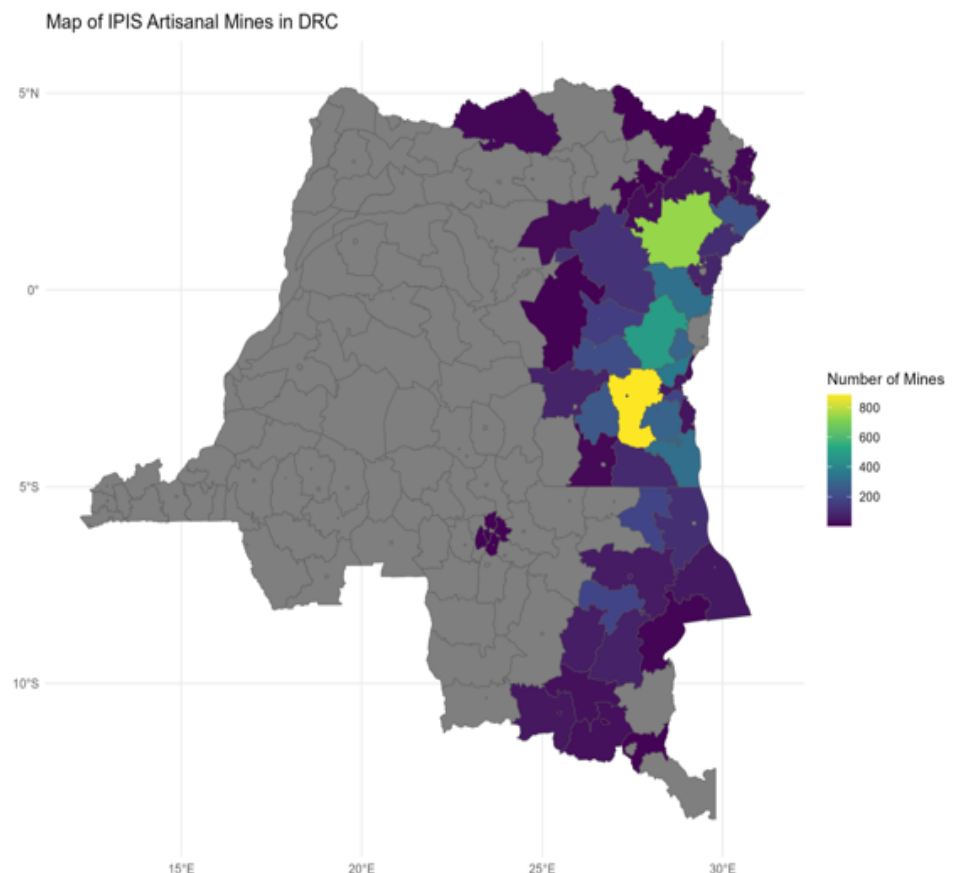 Map of IPIS Artisanal Mines in DRC
5°N
0°
5°S
10°S
15°E
20°E
25°E
30°E
Number of Mines
800
600
400
200